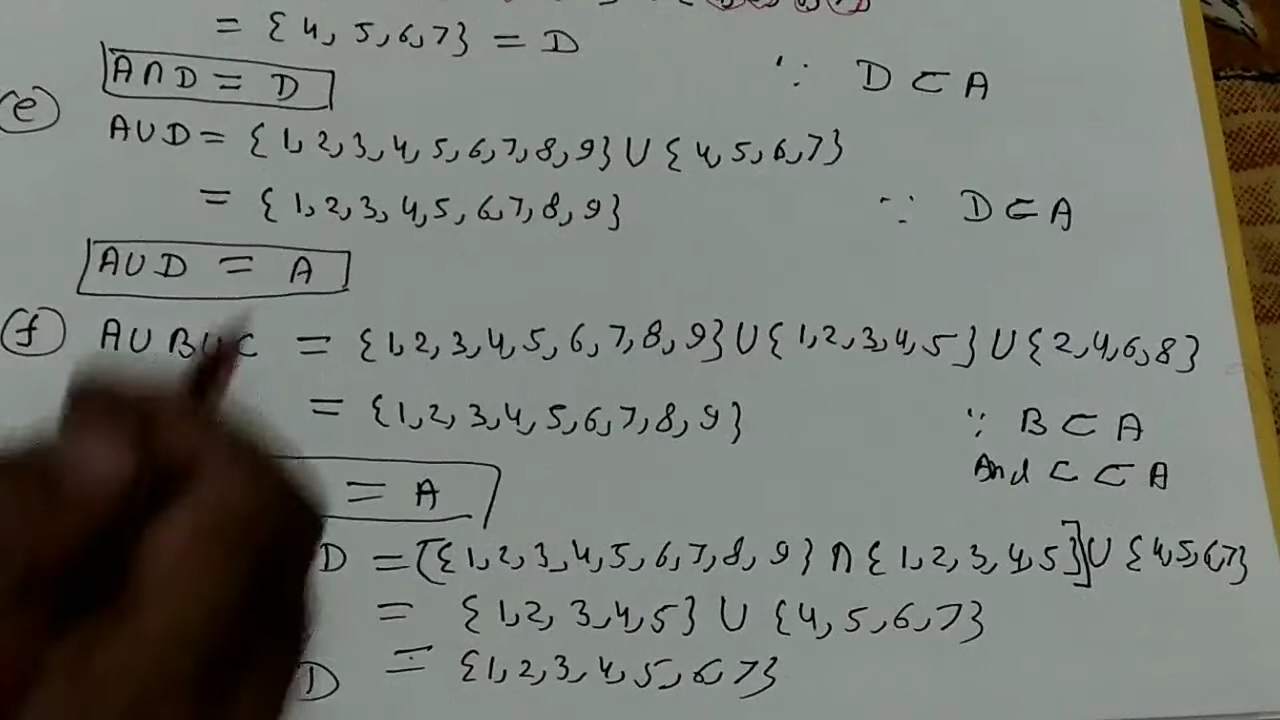 = {4, 5, 6, 7} = D
A∩D = D ∵ D ⊂ A
(e) A∪D = {1, 2, 3, 4, 5, 6, 7, 8, 9} ∪ {4, 5, 6, 7}
= {1, 2, 3, 4, 5, 6, 7, 8, 9} ∵ D ⊂ A
A∪D = A
(f) A∪B∪C = {1, 2, 3, 4, 5, 6, 7, 8, 9} ∪ {1, 2, 3, 4, 5} ∪ {2, 4, 6, 8}
= {1, 2, 3, 4, 5, 6, 7, 8, 9} ∵ B ⊂ A
And C ⊂ A
= A
D = [{1, 2, 3, 4, 5, 6, 7, 8, 9} ∩ {1, 2, 3, 4, 5}] ∪ {4, 5, 6, 7}
= {1, 2, 3, 4, 5} ∪ {4, 5, 6, 7}
D = {1, 2, 3, 4, 5, 6, 7}